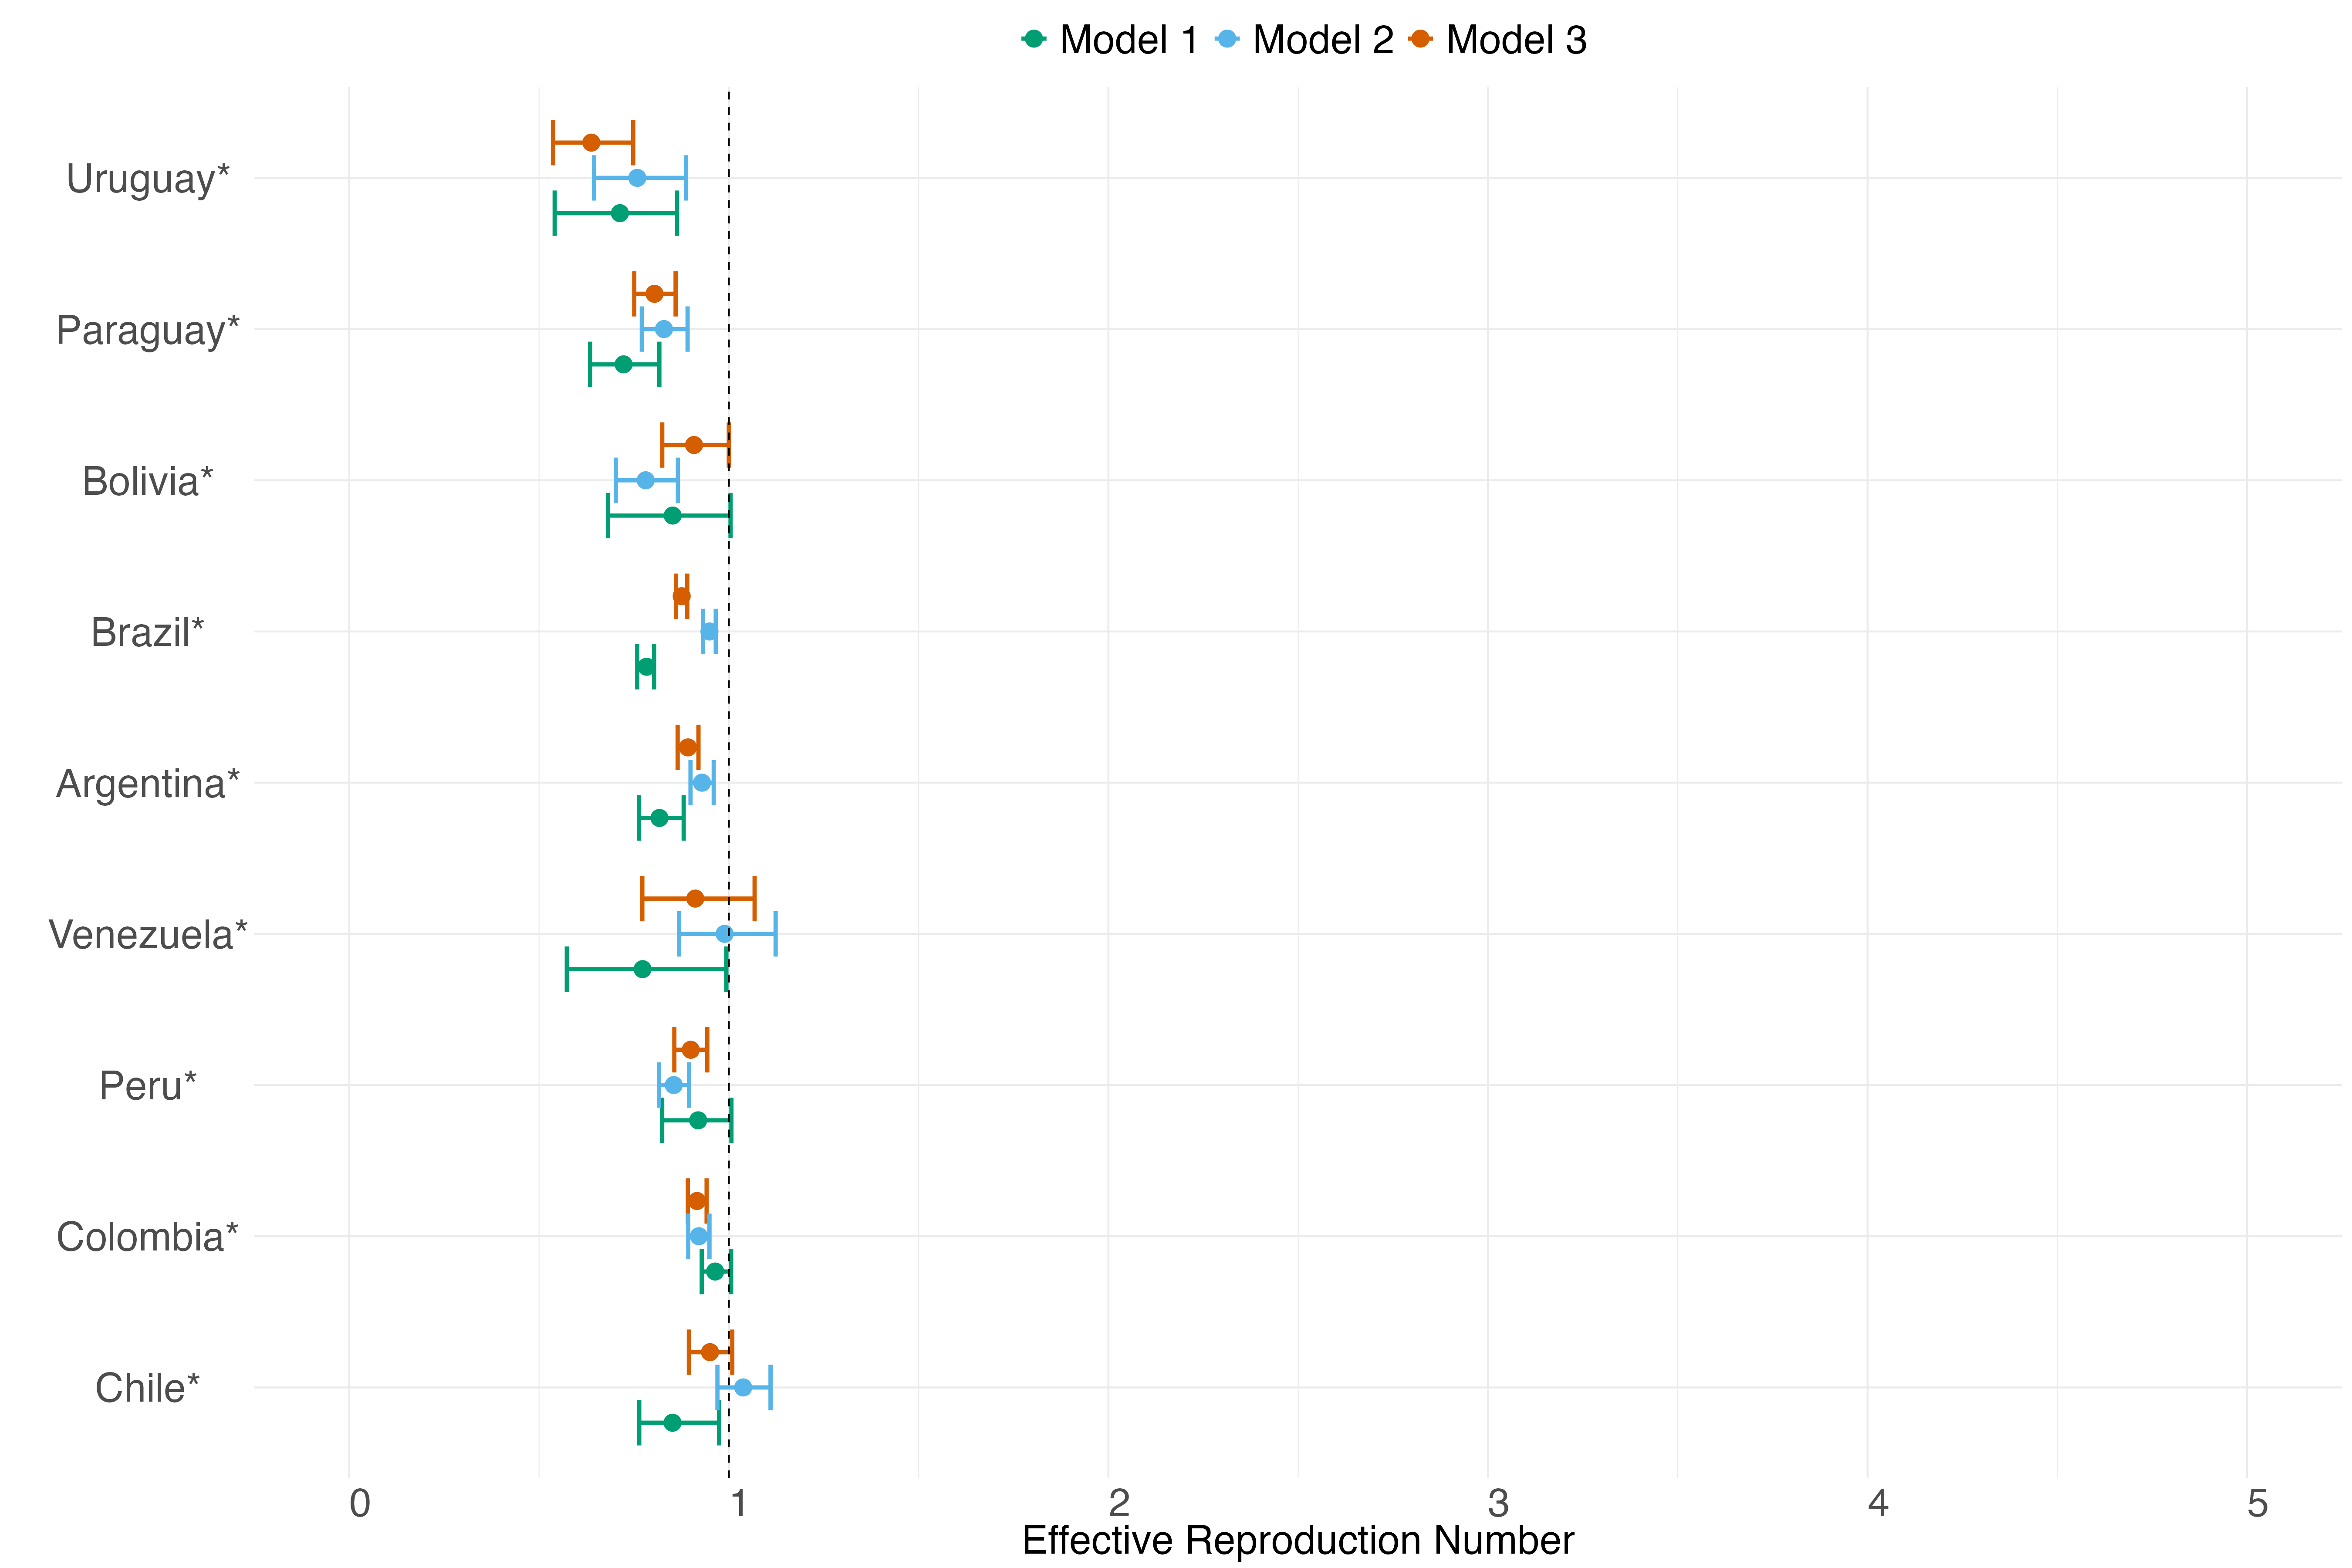 Model 1 Model 2 Model 3
Uruguay*
Paraguay*
Bolivia*
Brazil*
Argentina*
Venezuela*
Peru*
Colombia*
Chile*
0 1 2 3 4 5
Effective Reproduction Number